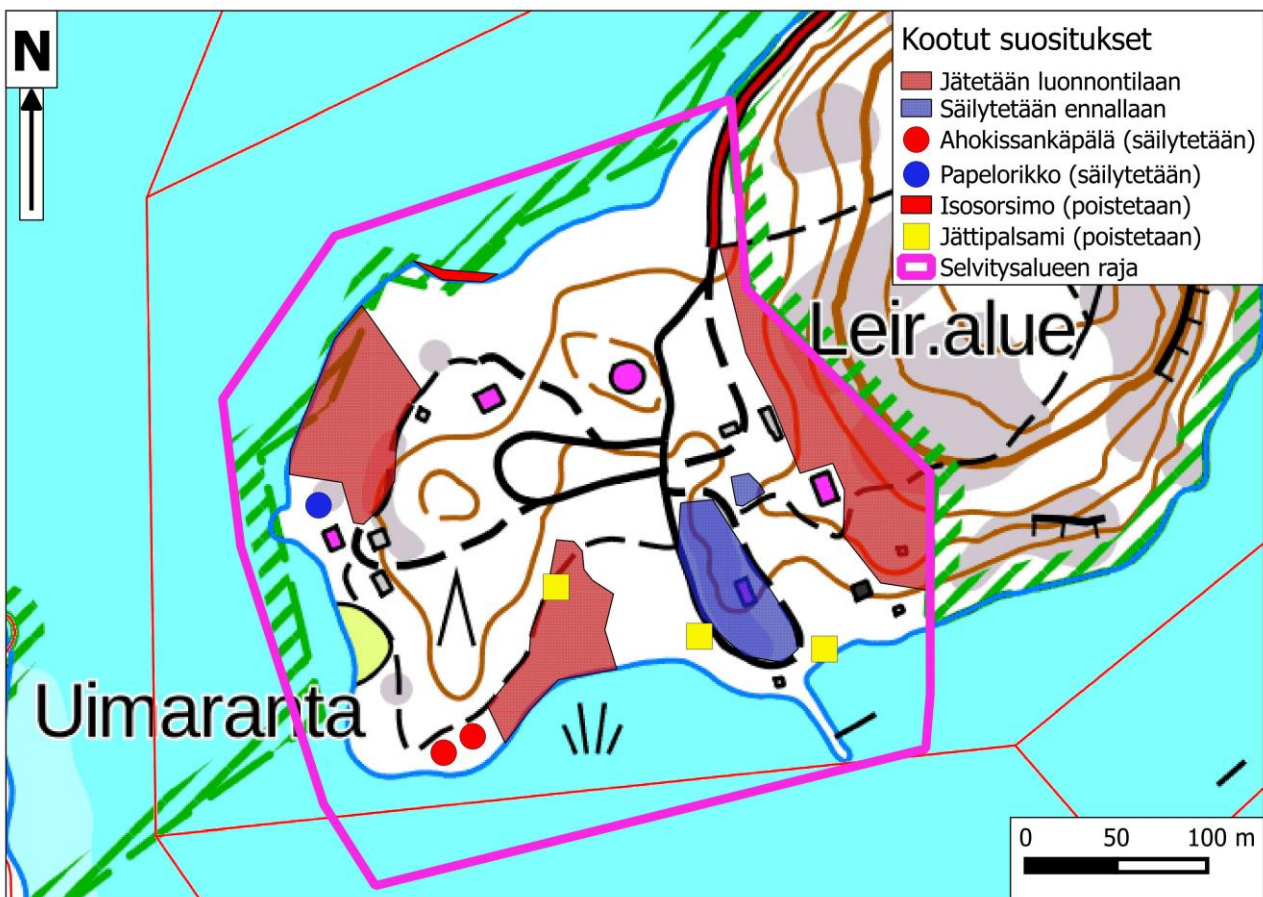 N
Kootut suositukset
Jätetään luonnontilaan
Säilytetään ennallaan
Ahokissankäpälä (säilytetään)
Papelorikko (säilytetään)
Isosorsimo (poistetaan)
Jättipalsami (poistetaan)
Selvitysalueen raja
Leir.alue
Uimaranta
0 50 100 m